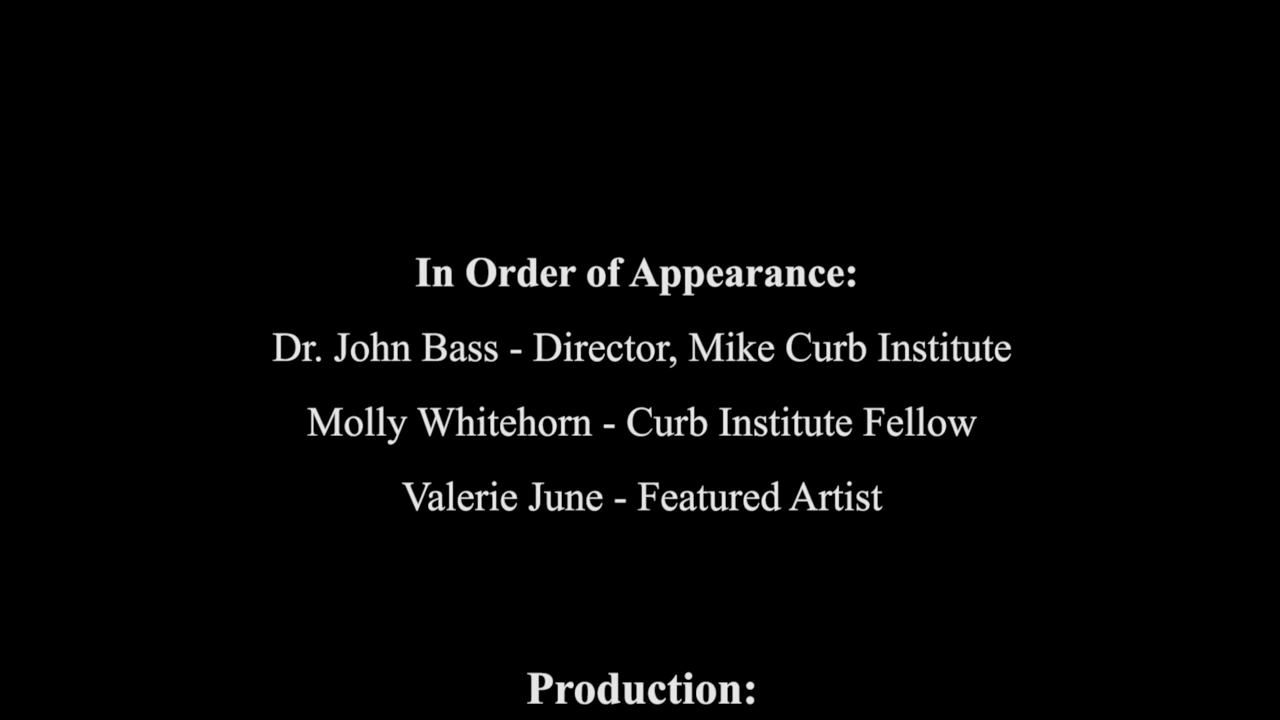 In Order of Appearance:
Dr. John Bass - Director, Mike Curb Institute
Molly Whitehorn - Curb Institute Fellow
Valerie June - Featured Artist
Production: